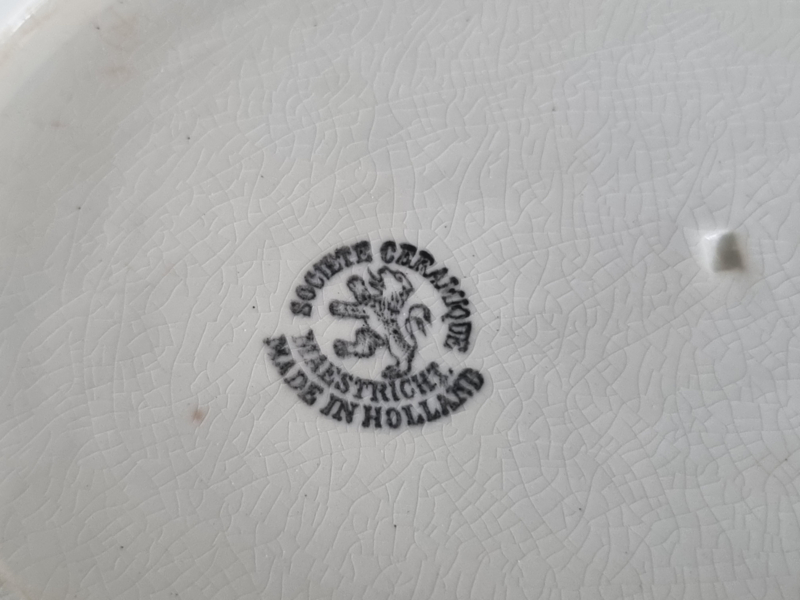 SOCIETE CERAMIQUE
MAESTRICHT.
MADE IN HOLLAND